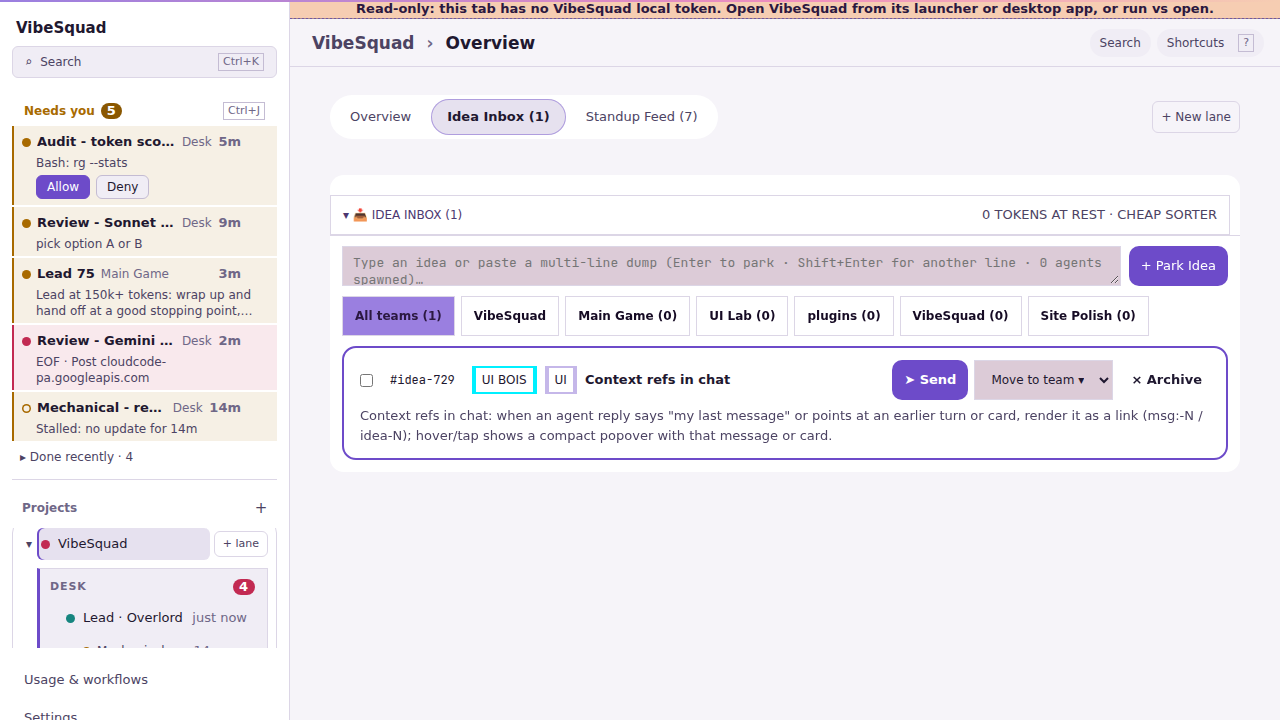 Read-only: this tab has no VibeSquad local token. Open VibeSquad from its launcher or desktop app, or run vs open.
VibeSquad
Search Ctrl+K
Needs you 5 Ctrl+J
Audit - token sco… Desk 5m
Bash: rg --stats
Allow Deny
Review - Sonnet … Desk 9m
pick option A or B
Lead 75 Main Game 3m
Lead at 150k+ tokens: wrap up and
hand off at a good stopping point,…
Review - Gemini … Desk 2m
EOF · Post cloudcode-
pa.googleapis.com
Mechanical - re… Desk 14m
Stalled: no update for 14m
▸ Done recently · 4
Projects +
▾ VibeSquad + lane
DESK 4
Lead · Overlord just now
Usage & workflows
Settings
VibeSquad › Overview
Search Shortcuts ?
Overview Idea Inbox (1) Standup Feed (7) + New lane
▾ 📥 IDEA INBOX (1) 0 TOKENS AT REST · CHEAP SORTER
Type an idea or paste a multi-line dump (Enter to park · Shift+Enter for another line · 0 agents
spawned)…
+ Park Idea
All teams (1) VibeSquad Main Game (0) UI Lab (0) plugins (0) VibeSquad (0) Site Polish (0)
#idea-729 UI BOIS UI Context refs in chat ➤ Send Move to team ▾ × Archive
Context refs in chat: when an agent reply says "my last message" or points at an earlier turn or card, render it as a link (msg:-N /
idea-N); hover/tap shows a compact popover with that message or card.